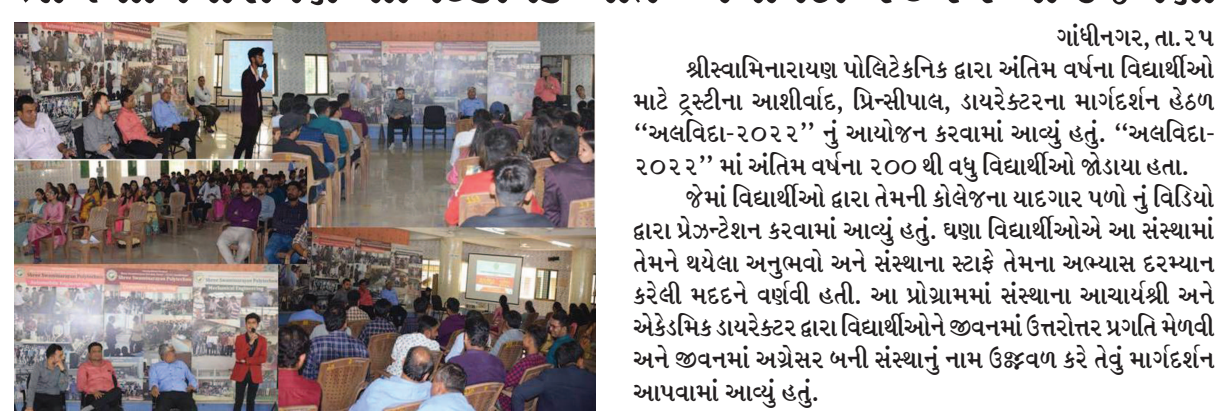 ગાંધીનગર, તા.૨૫
શ્રીસ્વામિનારાયણ પોલિટેકનિક દ્વારા અંતિમ વર્ષના વિદ્યાર્થીઓ
માટે ટ્રસ્ટીના આશીર્વાદ, પ્રિન્સીપાલ, ડાયરેક્ટરના માર્ગદર્શન હેઠળ
“અલવિદા-૨૦૨૨” નું આયોજન કરવામાં આવ્યું હતું. “અલવિદા-
૨૦૨૨” માં અંતિમ વર્ષના ૨૦૦ થી વધુ વિદ્યાર્થીઓ જોડાયા હતા.
જેમાં વિદ્યાર્થીઓ દ્વારા તેમની કોલેજના યાદગાર પળો નું વિડિયો
દ્વારા પ્રેઝન્ટેશન કરવામાં આવ્યું હતું. ઘણા વિદ્યાર્થીઓએ આ સંસ્થામાં
તેમને થયેલા અનુભવો અને સંસ્થાના સ્ટાફે તેમના અભ્યાસ દરમ્યાન
કરેલી મદદને વર્ણવી હતી. આ પ્રોગ્રામમાં સંસ્થાના આચાર્યશ્રી અને
એકેડમિક ડાયરેક્ટર દ્વારા વિદ્યાર્થીઓને જીવનમાં ઉત્તરોત્તર પ્રગતિ મેળવી
અને જીવનમાં અગ્રેસર બની સંસ્થાનું નામ કરે તેવું માર્ગદર્શન
આપવામાં આવ્યું હતું.